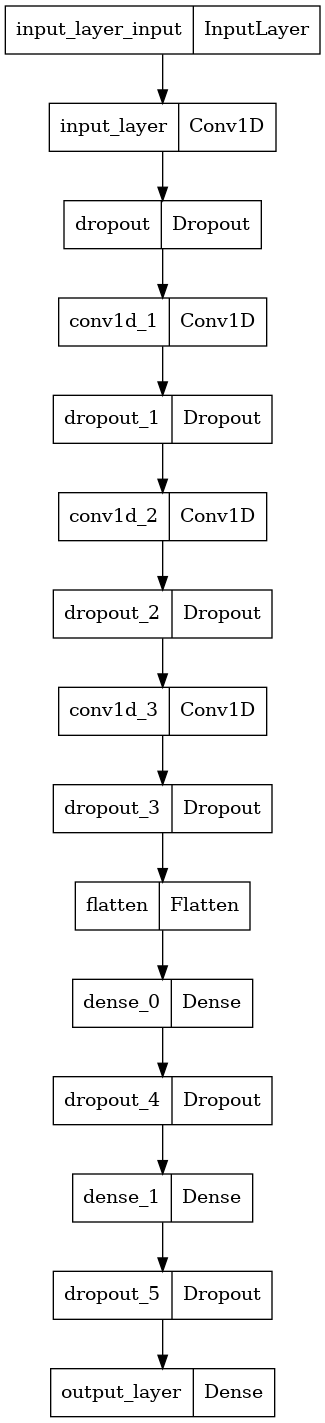 input_layer_input InputLayer
input_layer Conv1D
dropout Dropout
conv1d_1 Conv1D
dropout_1 Dropout
conv1d_2 Conv1D
dropout_2 Dropout
conv1d_3 Conv1D
dropout_3 Dropout
flatten Flatten
dense_0 Dense
dropout_4 Dropout
dense_1 Dense
dropout_5 Dropout
output_layer Dense